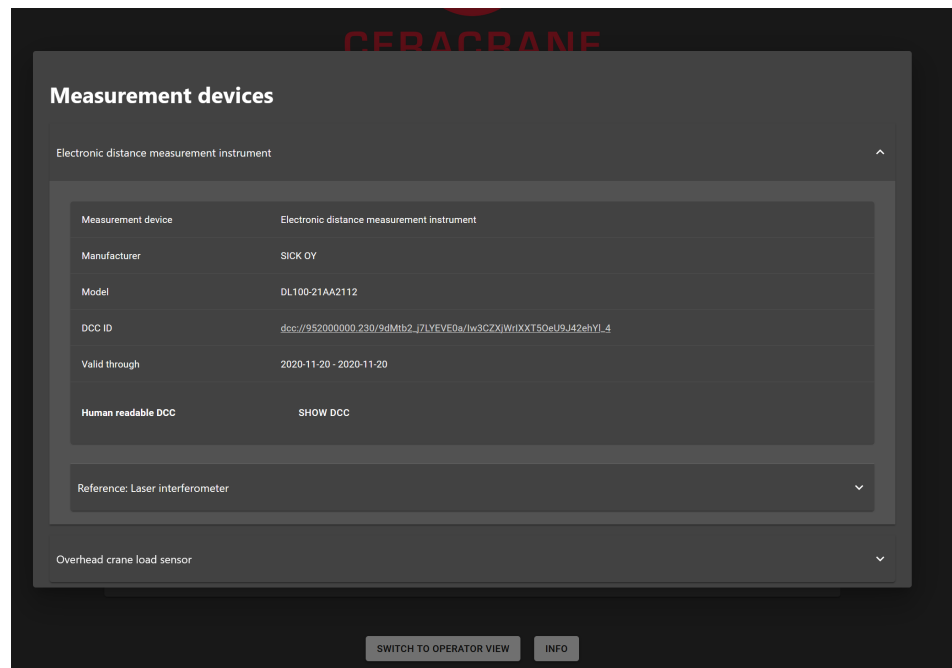 CERACRANE
Measurement devices
Electronic distance measurement instrument
Measurement device Electronic distance measurement instrument
Manufacturer SICK OY
Model DL100-21AA2112
DCC ID dcc://952000000.230/9dMtb2_j7LYEVE0a/Iw3CZXjWrIXXT5OeU9J42ehYl_4
Valid through 2020-11-20 - 2020-11-20
Human readable DCC SHOW DCC
Reference: Laser interferometer
Overhead crane load sensor
SWITCH TO OPERATOR VIEW INFO